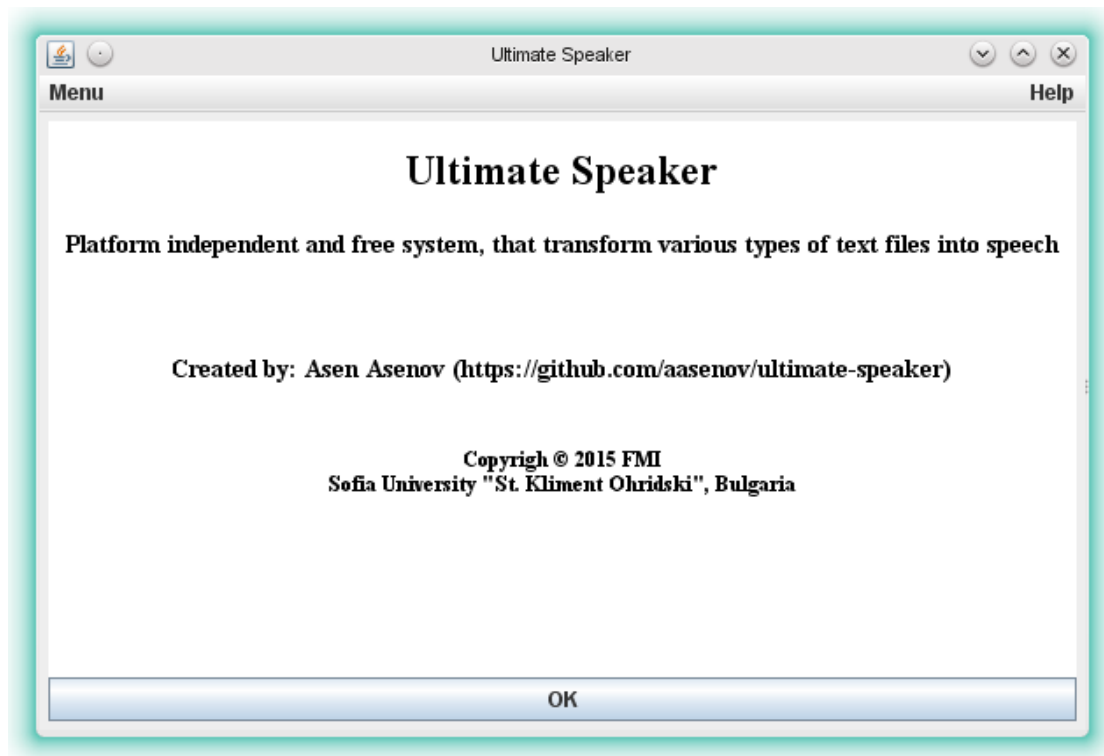 Ultimate Speaker
Menu
Help
Ultimate Speaker
Platform independent and free system, that transform various types of text files into speech
Created by: Asen Asenov (https://github.com/aasenov/ultimate-speaker)
Copyrigh © 2015 FMI
Sofia University "St. Kliment Ohridski", Bulgaria
OK